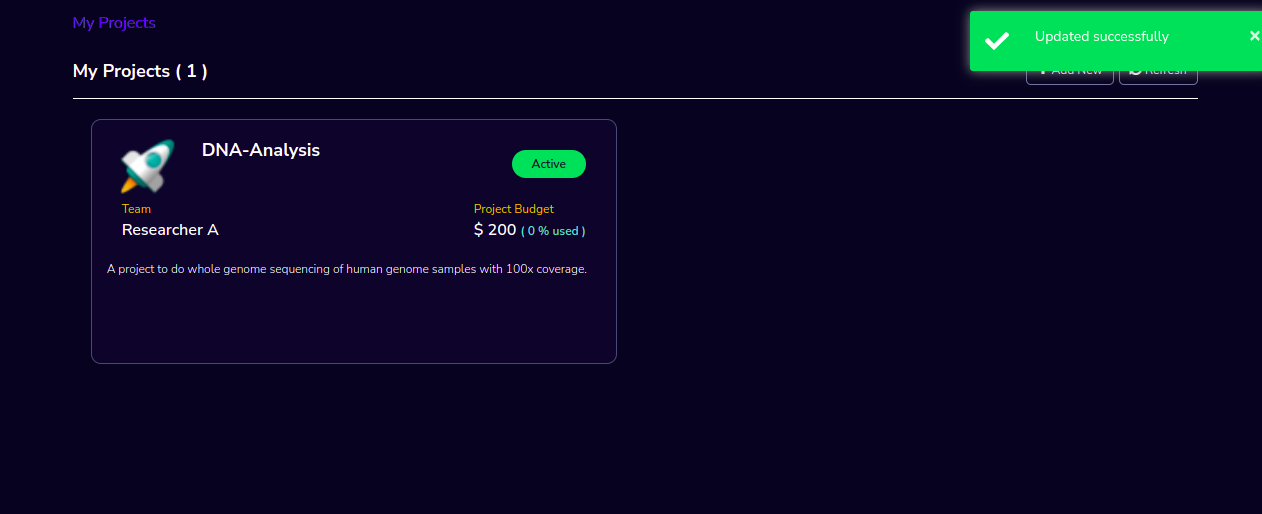 My Projects
Updated successfully
×
My Projects ( 1 )
Add New
Refresh
DNA-Analysis
Active
Team
Project Budget
Researcher A
$ 200 ( 0 % used )
A project to do whole genome sequencing of human genome samples with 100x coverage.